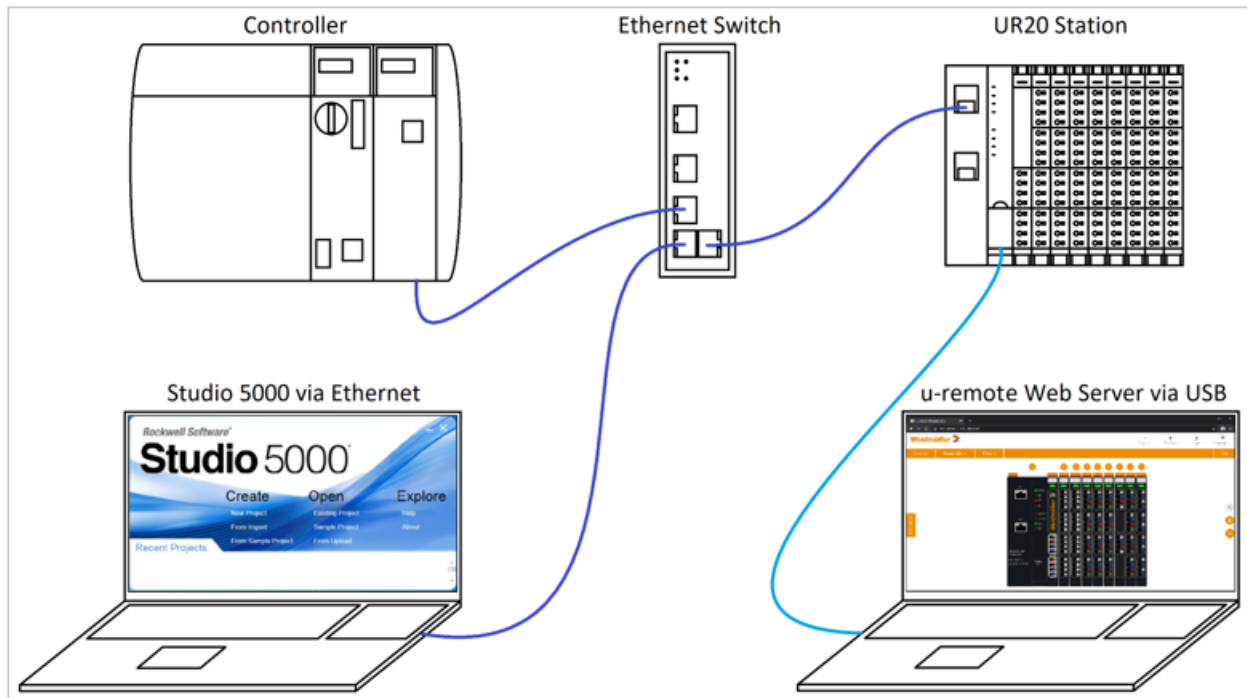 Controller
Ethernet Switch
UR20 Station
Studio 5000 via Ethernet
u-remote Web Server via USB
Rockwell Software®
Studio 5000®
Create
Open
Explore
New Project
Existing Project
Help
From Import
Sample Project
About
From Sample Project
From Upload
Recent Projects
Weidmüller